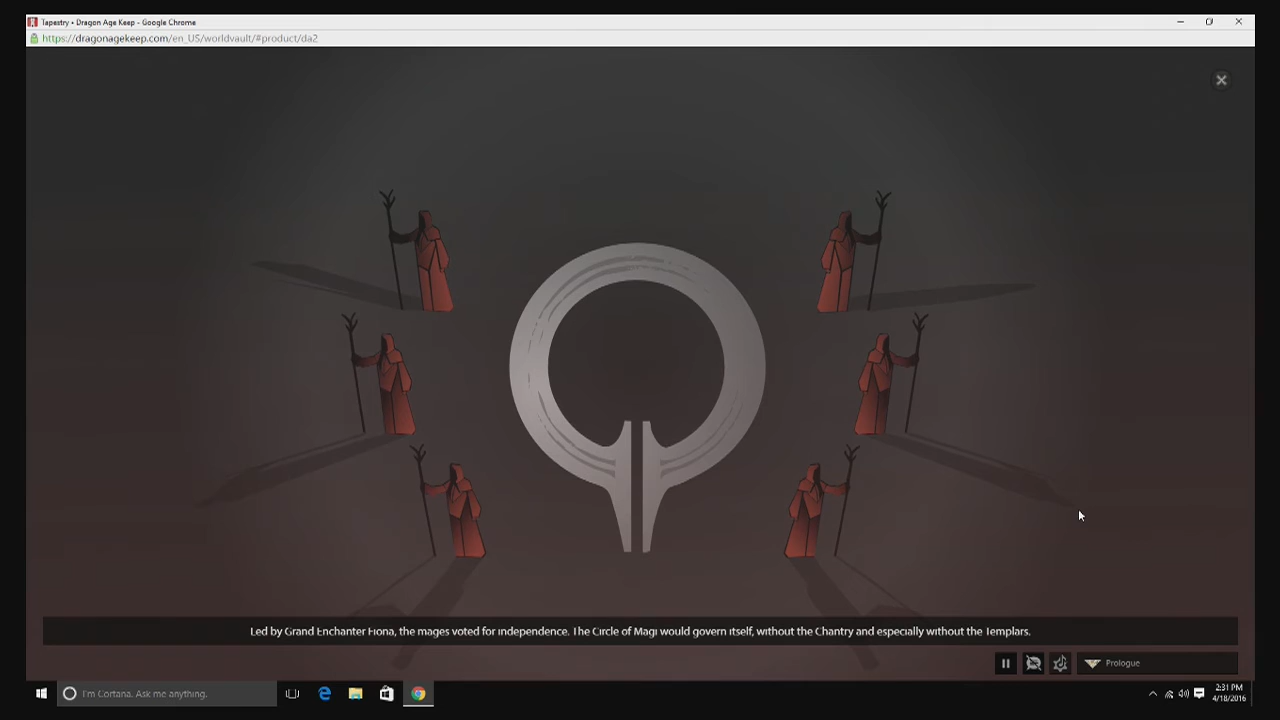 Tapestry • Dragon Age Keep - Google Chrome
https://dragonagekeep.com/en_US/worldvault/#product/da2
Led by Grand Enchanter Fiona, the mages voted for independence. The Circle of Magi would govern itself, without the Chantry and especially without the Templars.
Prologue
I'm Cortana. Ask me anything.
2:31 PM
4/18/2016